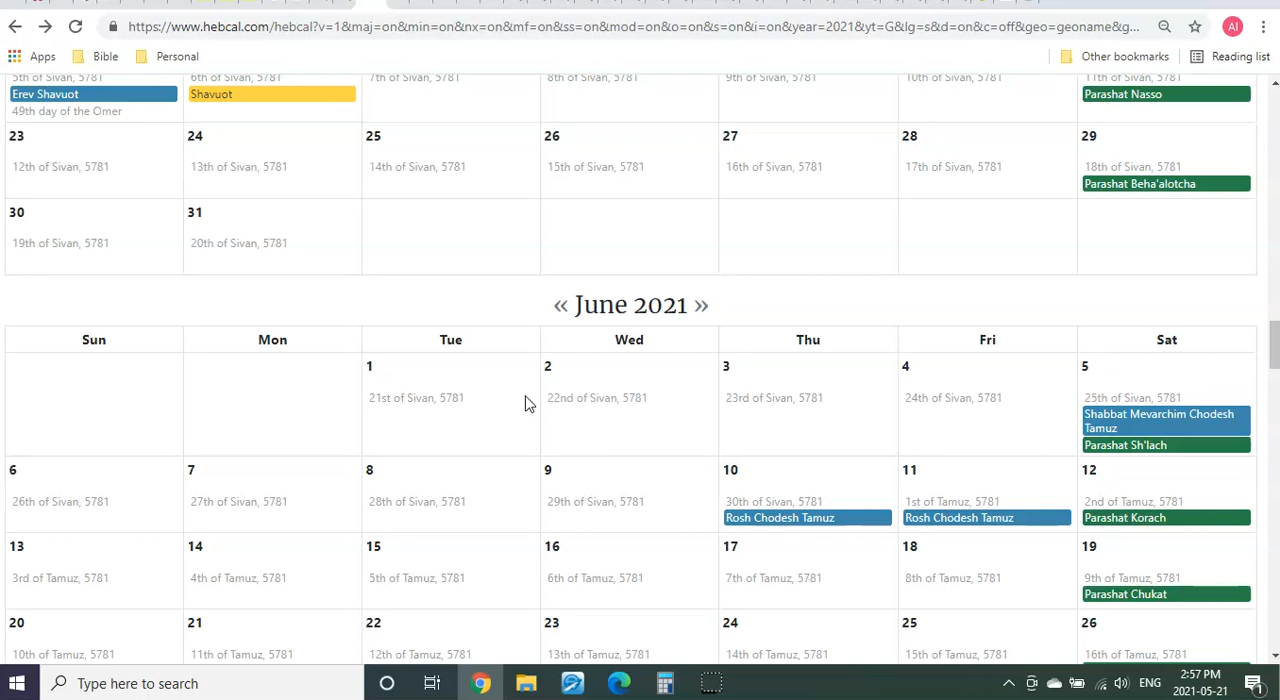 https://www.hebcal.com/hebcal?v=1&maj=on&min=on&nx=on&mf=on&ss=on&mod=on&o=on&s=on&i=on&year=2021&yt=G&lg=s&d=on&c=off&geo=geoname&g...
AI
Apps Bible Personal Other bookmarks Reading list
5th of Sivan, 5781 6th of Sivan, 5781 7th of Sivan, 5781 8th of Sivan, 5781 9th of Sivan, 5781 10th of Sivan, 5781 11th of Sivan, 5781
Erev Shavuot Shavuot Parashat Nasso
49th day of the Omer
23 24 25 26 27 28 29
12th of Sivan, 5781 13th of Sivan, 5781 14th of Sivan, 5781 15th of Sivan, 5781 16th of Sivan, 5781 17th of Sivan, 5781 18th of Sivan, 5781
Parashat Beha'alotcha
30 31
19th of Sivan, 5781 20th of Sivan, 5781
« June 2021 »
Sun Mon Tue Wed Thu Fri Sat
1 2 3 4 5
21st of Sivan, 5781 22nd of Sivan, 5781 23rd of Sivan, 5781 24th of Sivan, 5781 25th of Sivan, 5781
Shabbat Mevarchim Chodesh
Tamuz
Parashat Sh'lach
6 7 8 9 10 11 12
26th of Sivan, 5781 27th of Sivan, 5781 28th of Sivan, 5781 29th of Sivan, 5781 30th of Sivan, 5781 1st of Tamuz, 5781 2nd of Tamuz, 5781
Rosh Chodesh Tamuz Rosh Chodesh Tamuz Parashat Korach
13 14 15 16 17 18 19
3rd of Tamuz, 5781 4th of Tamuz, 5781 5th of Tamuz, 5781 6th of Tamuz, 5781 7th of Tamuz, 5781 8th of Tamuz, 5781 9th of Tamuz, 5781
Parashat Chukat
20 21 22 23 24 25 26
10th of Tamuz, 5781 11th of Tamuz, 5781 12th of Tamuz, 5781 13th of Tamuz, 5781 14th of Tamuz, 5781 15th of Tamuz, 5781 16th of Tamuz, 5781
Type here to search
ENG
2:57 PM
2021-05-21
1